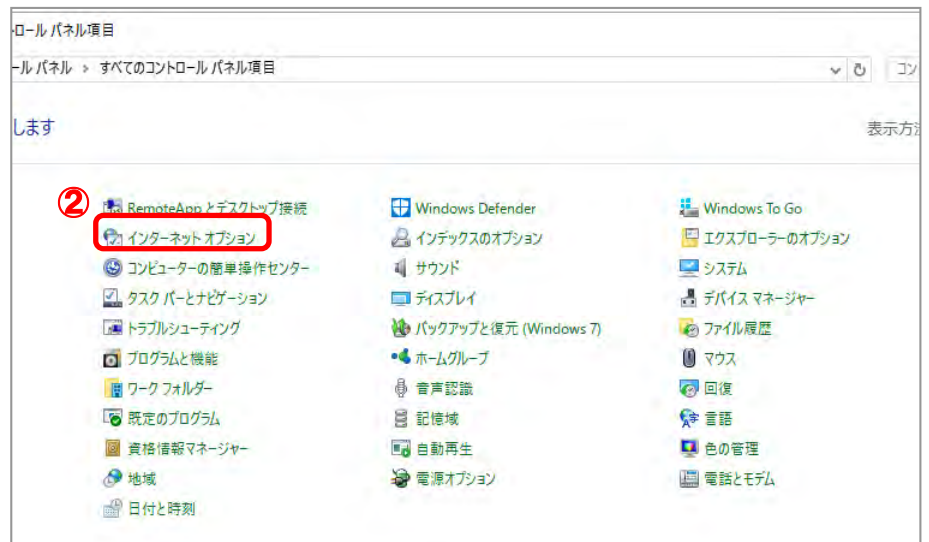 ロール パネル項目
ール パネル > すべてのコントロール パネル項目
コン
します
表示方法
②
RemoteApp とデスクトップ接続
Windows Defender
Windows To Go
インターネット オプション
インデックスのオプション
エクスプローラーのオプション
コンピューターの簡単操作センター
サウンド
システム
タスク バーとナビゲーション
ディスプレイ
デバイス マネージャー
トラブルシューティング
バックアップと復元 (Windows 7)
ファイル履歴
プログラムと機能
ホームグループ
マウス
ワーク フォルダー
音声認識
回復
既定のプログラム
記憶域
言語
資格情報マネージャー
自動再生
色の管理
地域
電源オプション
電話とモデム
日付と時刻